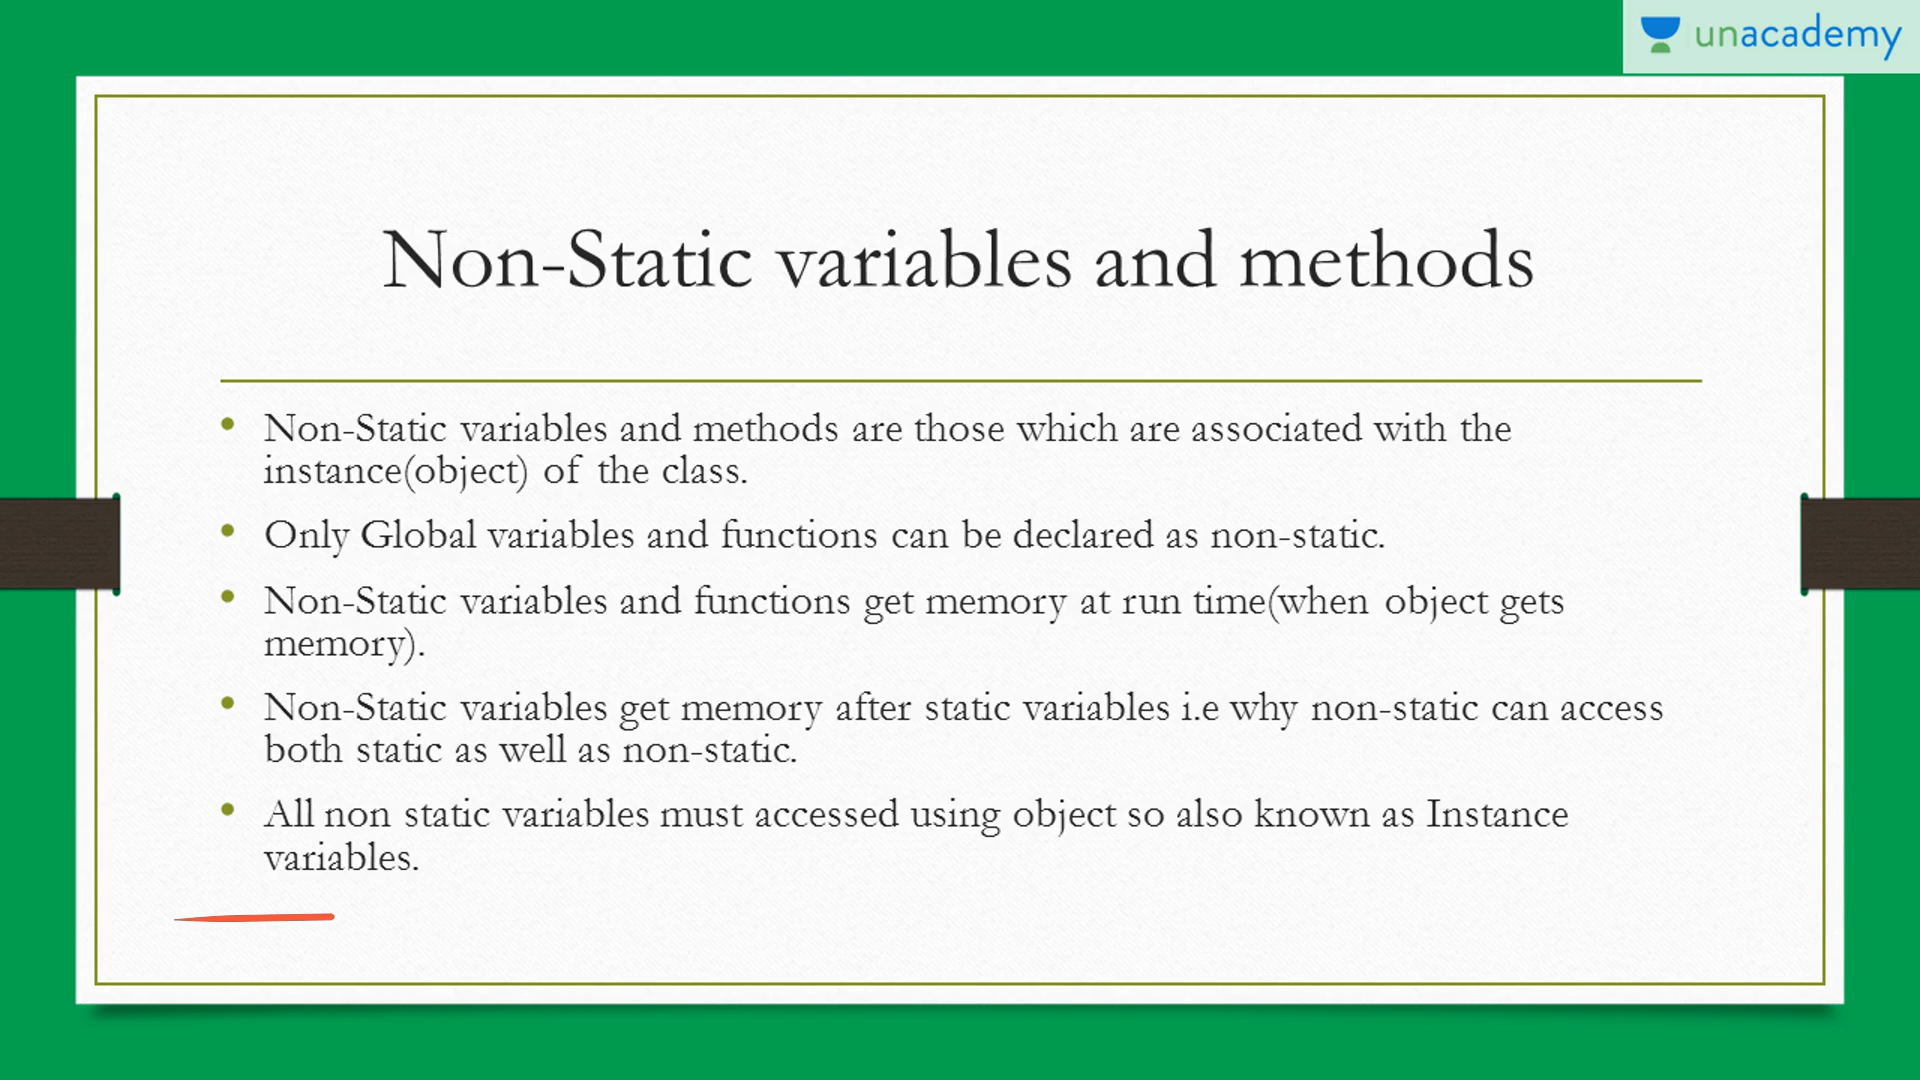 unacademy
Non-Static variables and methods
• Non-Static variables and methods are those which are associated with the
instance(object) of the class.
• Only Global variables and functions can be declared as non-static.
• Non-Static variables and functions get memory at run time(when object gets
memory).
• Non-Static variables get memory after static variables i.e why non-static can access
both static as well as non-static.
• All non static variables must accessed using object so also known as Instance
variables.